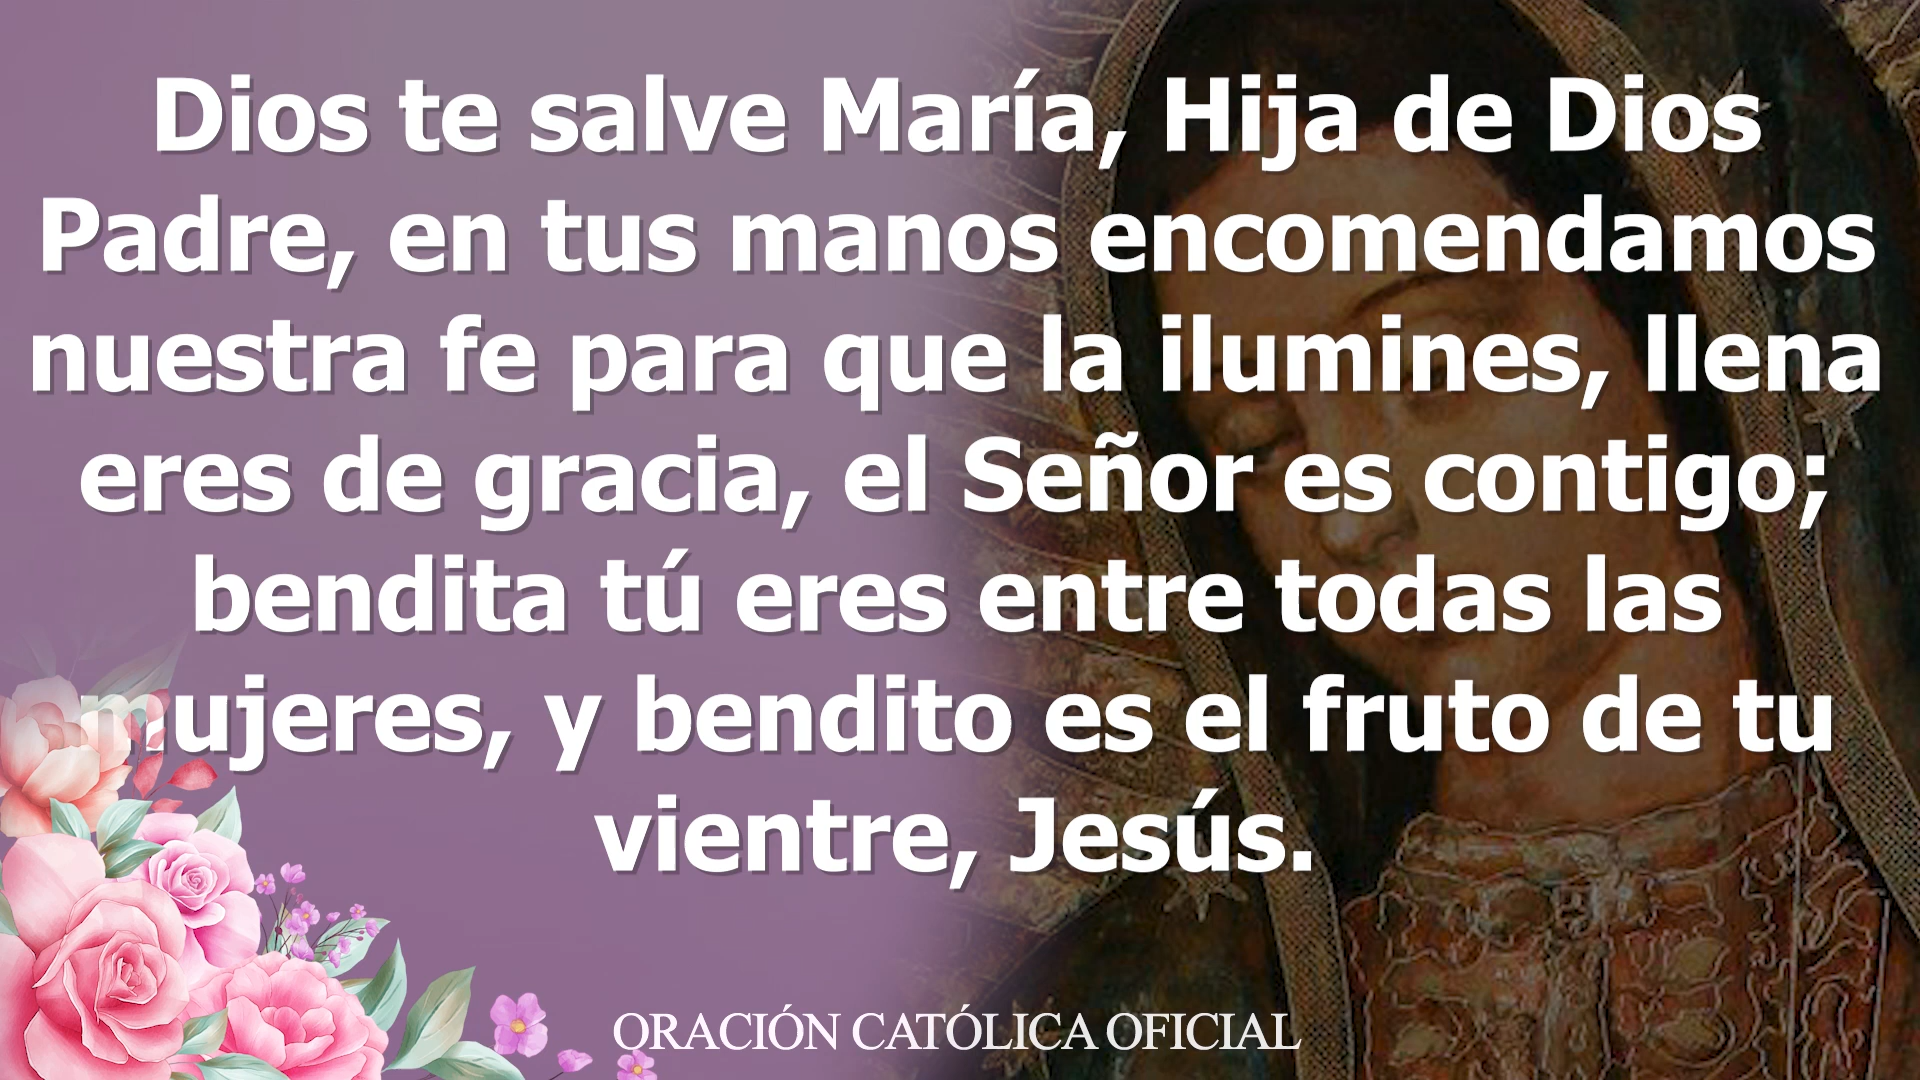 Dios te salve María, Hija de Dios
Padre, en tus manos encomendamos
nuestra fe para que la ilumines, llena
eres de gracia, el Señor es contigo;
bendita tú eres entre todas las
mujeres, y bendito es el fruto de tu
vientre, Jesús.
ORACIÓN CATÓLICA OFICIAL